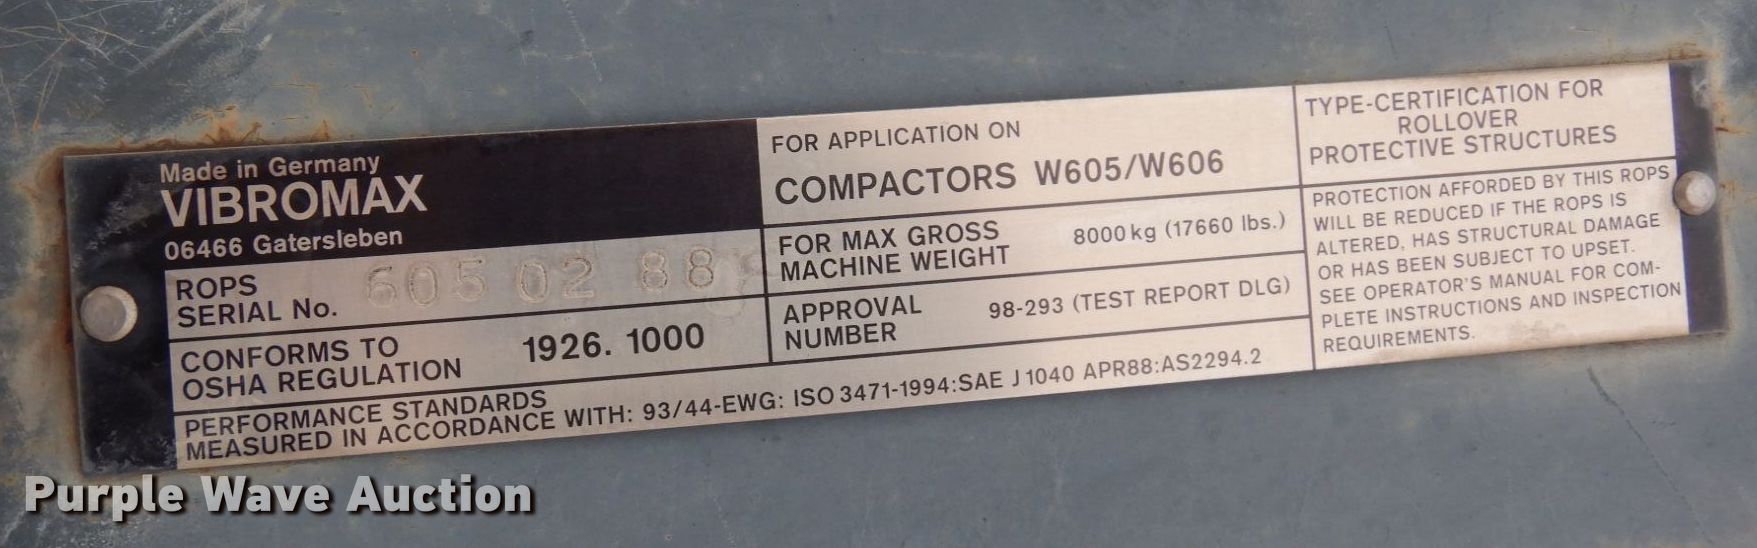 Made in Germany
VIBROMAX
06466 Gatersleben
ROPS
SERIAL No. 605 02 88
CONFORMS TO
OSHA REGULATION 1926. 1000
PERFORMANCE STANDARDS
MEASURED IN ACCORDANCE WITH: 93/44-EWG: ISO 3471-1994:SAE J 1040 APR88:AS2294.2
FOR APPLICATION ON
COMPACTORS W605/W606
FOR MAX GROSS
MACHINE WEIGHT 8000 kg (17660 lbs.)
APPROVAL
NUMBER 98-293 (TEST REPORT DLG)
TYPE-CERTIFICATION FOR
ROLLOVER
PROTECTIVE STRUCTURES
PROTECTION AFFORDED BY THIS ROPS
WILL BE REDUCED IF THE ROPS IS
ALTERED, HAS STRUCTURAL DAMAGE
OR HAS BEEN SUBJECT TO UPSET.
SEE OPERATOR'S MANUAL FOR COM-
PLETE INSTRUCTIONS AND INSPECTION
REQUIREMENTS.
Purple Wave Auction